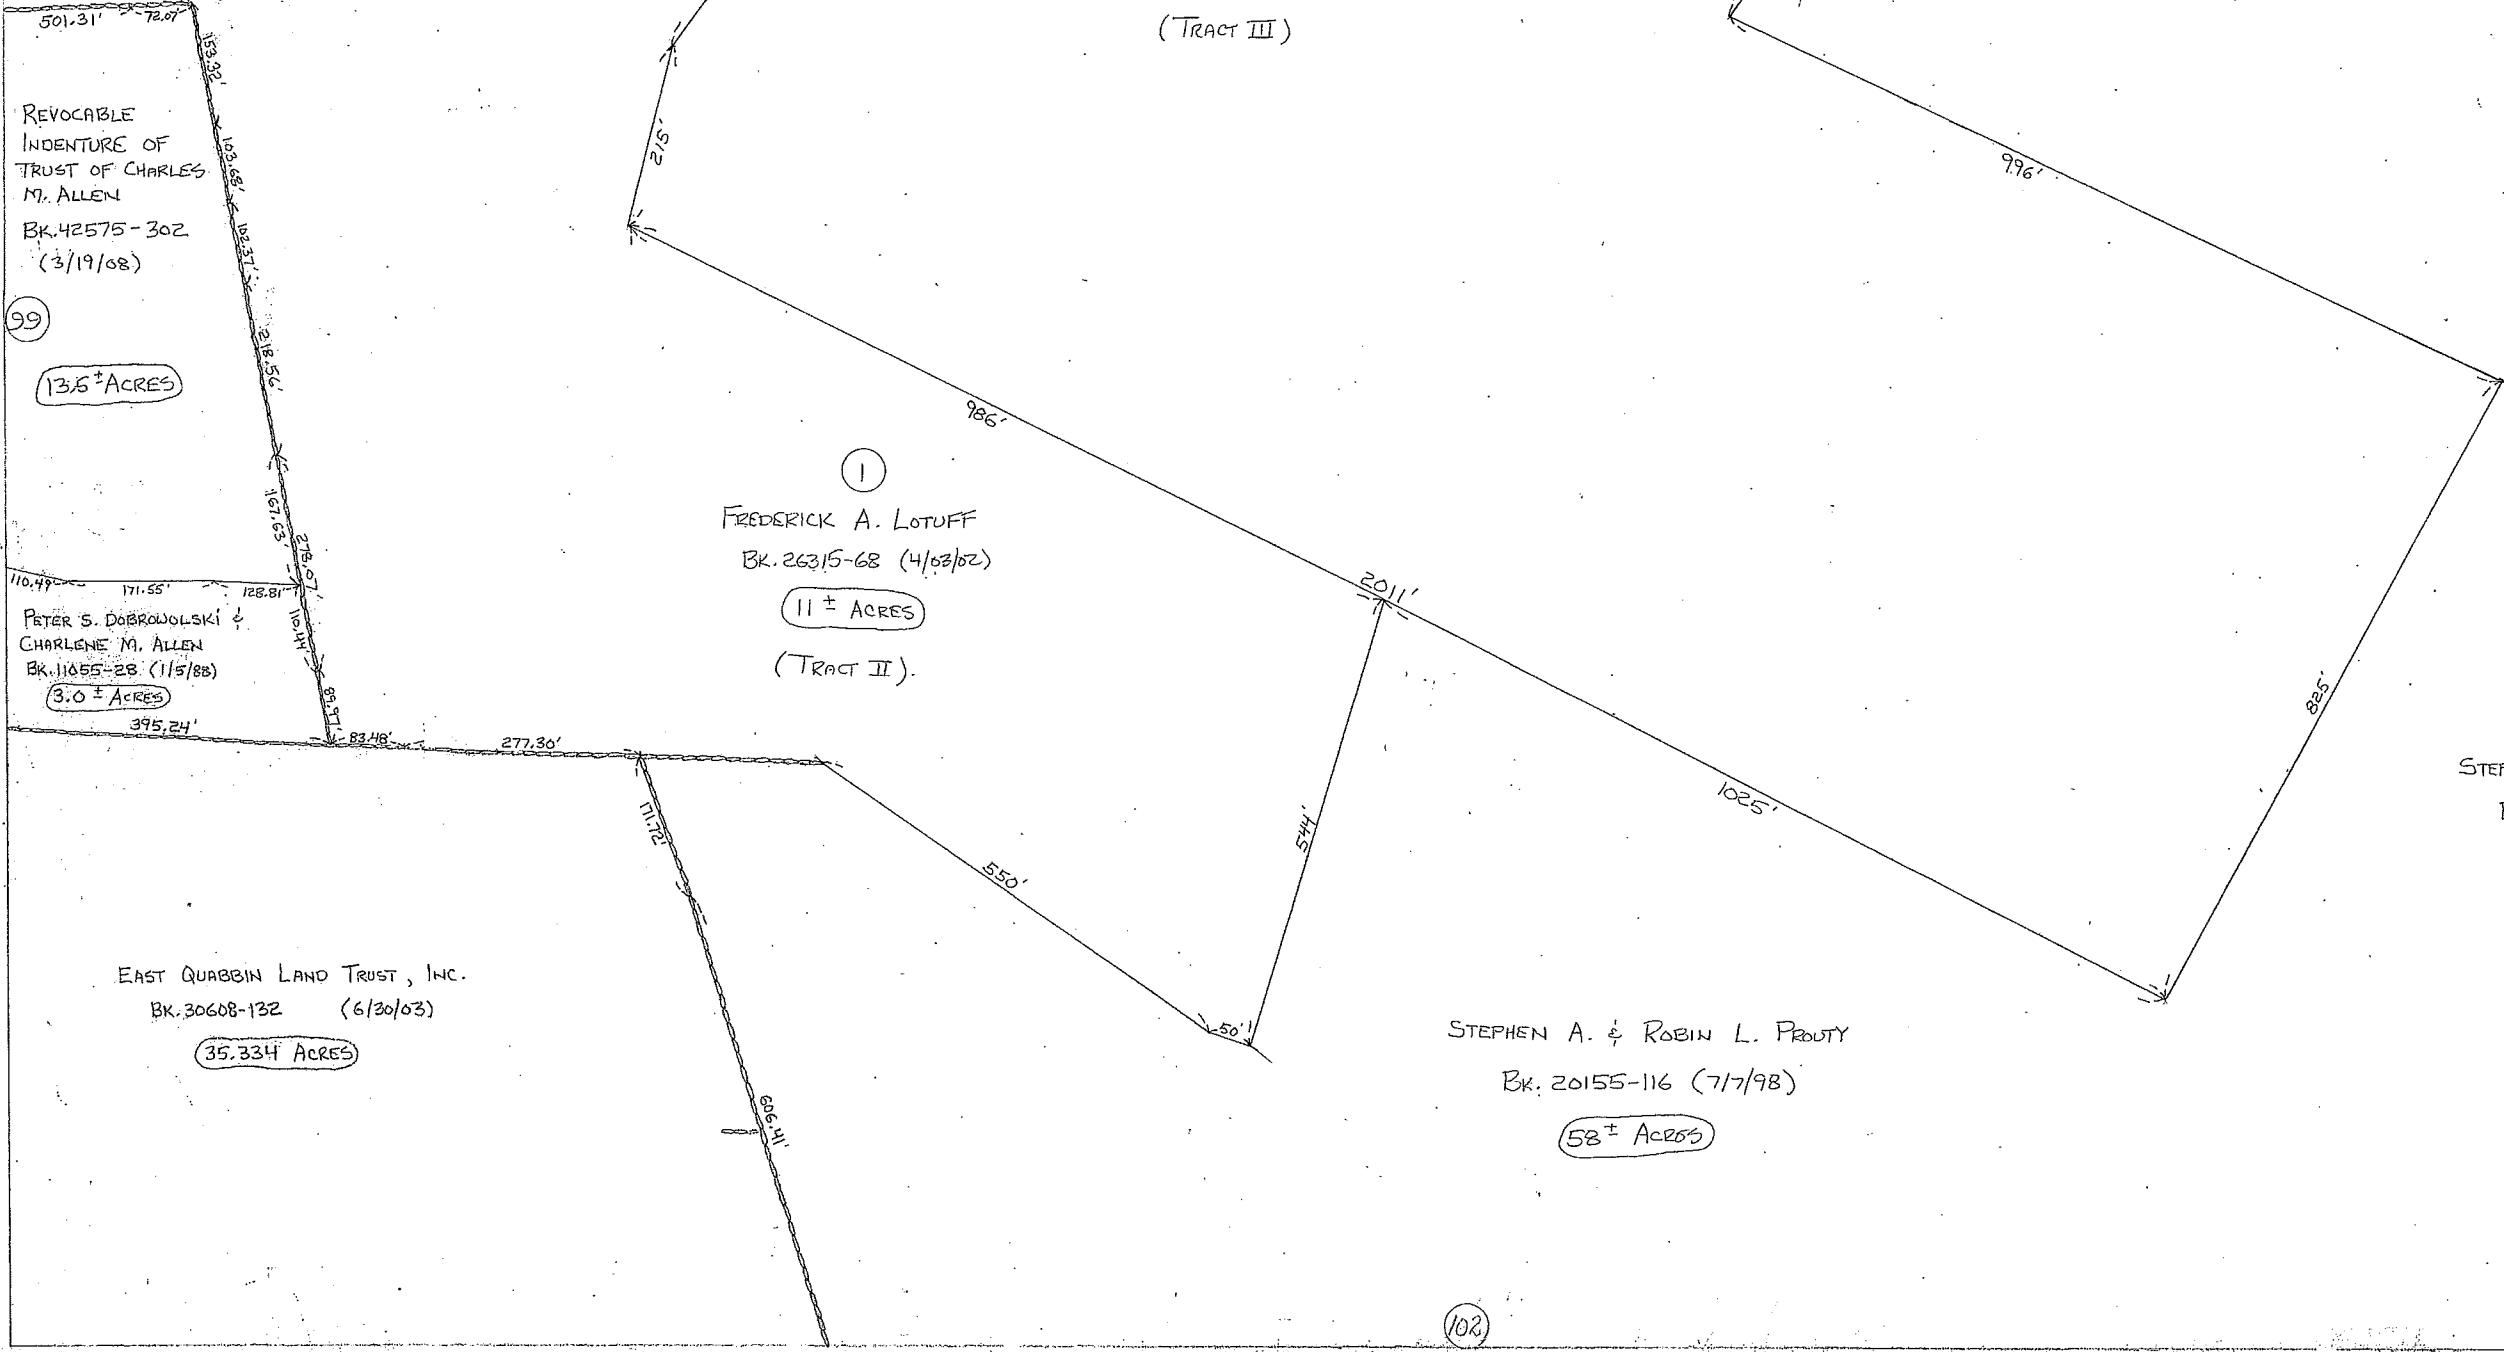 501.31'
72.07'
153.32'
(TRACT III)
REVOCABLE
INDENTURE OF
TRUST OF CHARLES
M. ALLEN
BK.42575-302
(3/19/08)
103.68'
102.37'
215'
996'
99
218.56'
13.5 ± ACRES
986'
1
FREDERICK A. LOTUFF
BK. 26315-68 (4/03/02)
11 ± ACRES
(TRACT II).
167.63'
278.07'
2011'
110.49'
171.55'
128.81'
110.44'
PETER S. DOBROWOLSKI &
CHARLENE M. ALLEN
BK.11055-28 (1/5/88)
3.0 ± ACRES
89.97'
395.24'
83.48'
277.30'
825'
STEP
171.72'
1025'
544'
550'
EAST QUABBIN LAND TRUST, INC.
BK.30608-132 (6/30/03)
35.334 ACRES
50'
STEPHEN A. & ROBIN L. PROUTY
BK. 20155-116 (7/7/98)
58 ± ACRES
606.41'
102